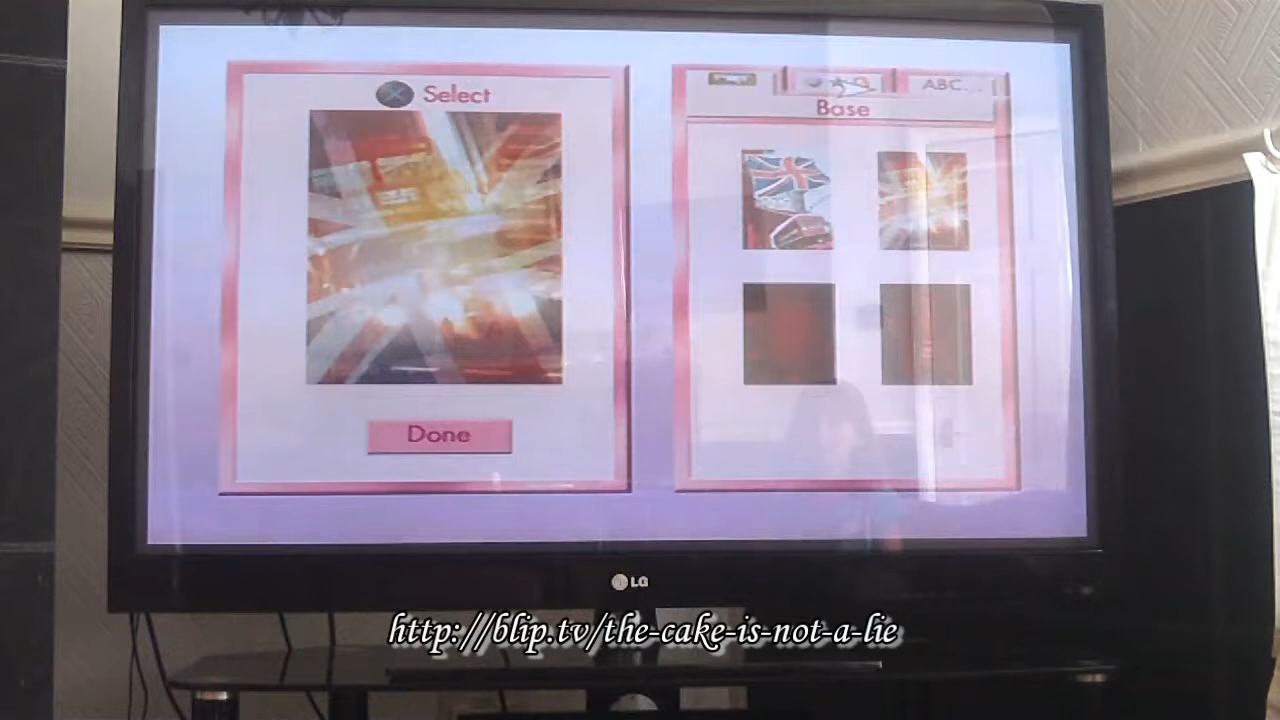 Select
ABC...
Base
Done
LG
http://blip.tv/the-cake-is-not-a-lie